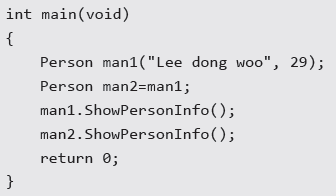 int main(void)
{
    Person man1("Lee dong woo", 29);
    Person man2=man1;
    man1.ShowPersonInfo();
    man2.ShowPersonInfo();
    return 0;
}